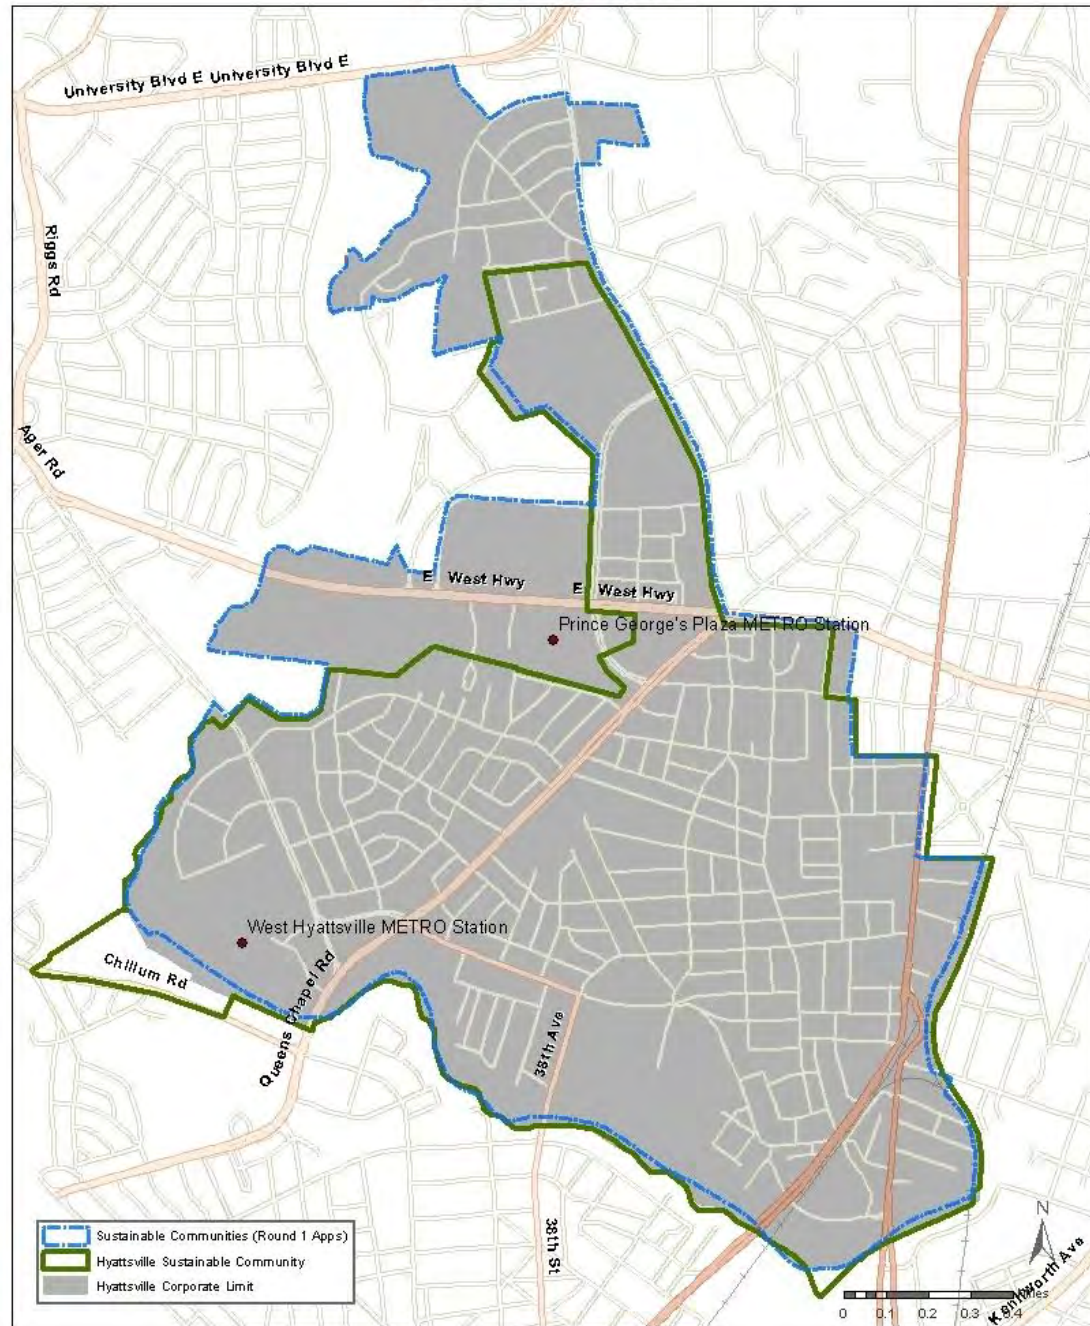 University Blvd E University Blvd E
Riggs Rd
Ager Rd
E West Hwy
E West Hwy
Prince George's Plaza METRO Station
West Hyattsville METRO Station
Chillum Rd
Queens Chapel Rd
38th Ave
38th St
Kenilworth Ave
N
Sustainable Communities (Round 1 Apps)
Hyattsville Sustainable Community
Hyattsville Corporate Limit
Miles
0 0.1 0.2 0.3 0.4